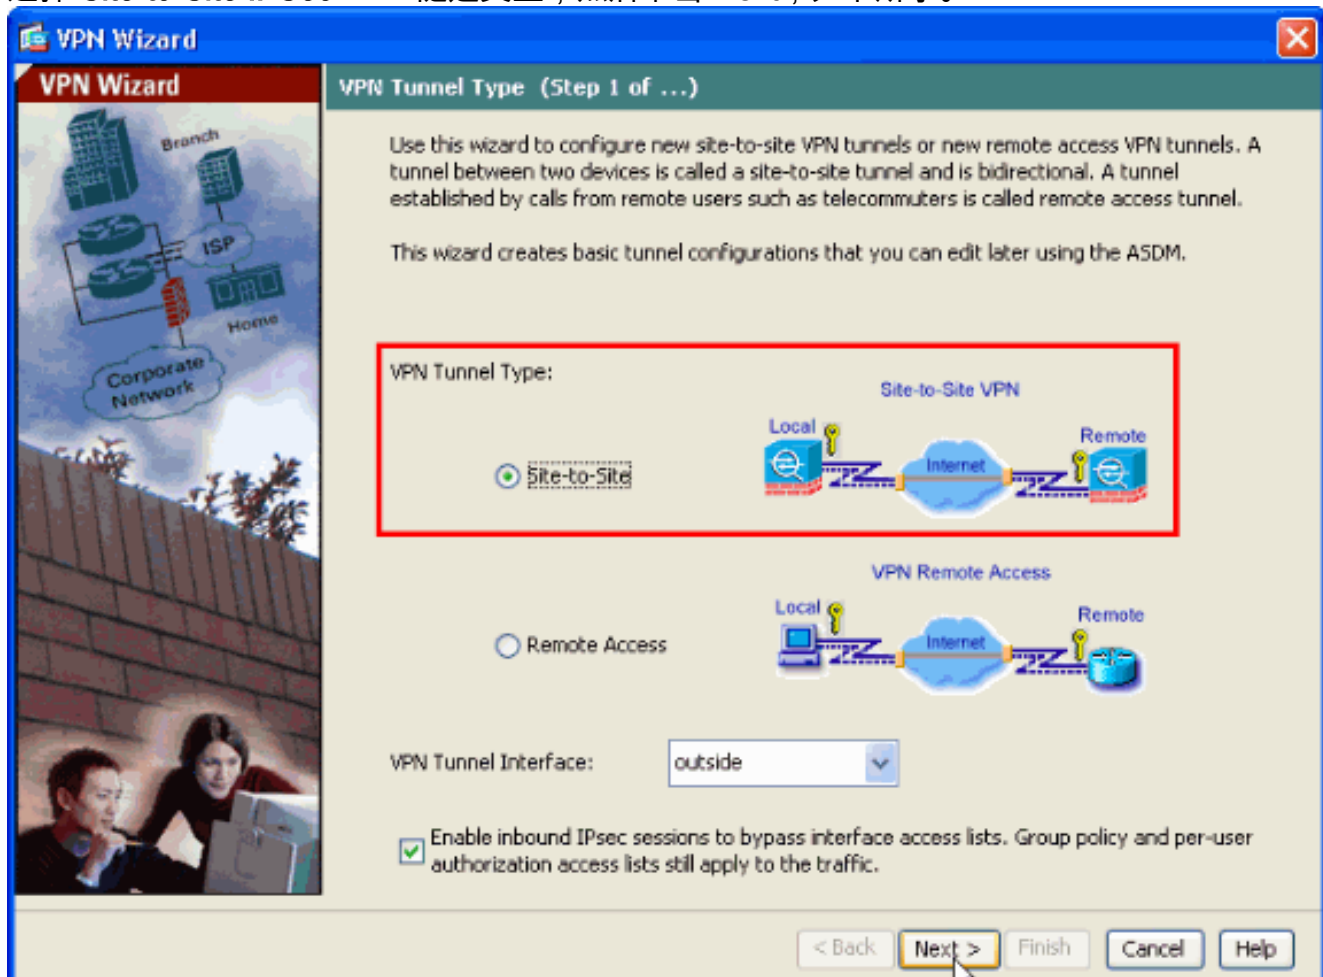 VPN Wizard
VPN Wizard
VPN Tunnel Type (Step 1 of ...)
Branch
ISP
Home
Corporate
Network
Use this wizard to configure new site-to-site VPN tunnels or new remote access VPN tunnels. A
tunnel between two devices is called a site-to-site tunnel and is bidirectional. A tunnel
established by calls from remote users such as telecommuters is called remote access tunnel.
This wizard creates basic tunnel configurations that you can edit later using the ASDM.
VPN Tunnel Type:
Site-to-Site VPN
Local
Remote
Internet
Site-to-Site
VPN Remote Access
Local
Remote
Internet
Remote Access
VPN Tunnel Interface:
outside
Enable inbound IPsec sessions to bypass interface access lists. Group policy and per-user
authorization access lists still apply to the traffic.
< Back
Next >
Finish
Cancel
Help